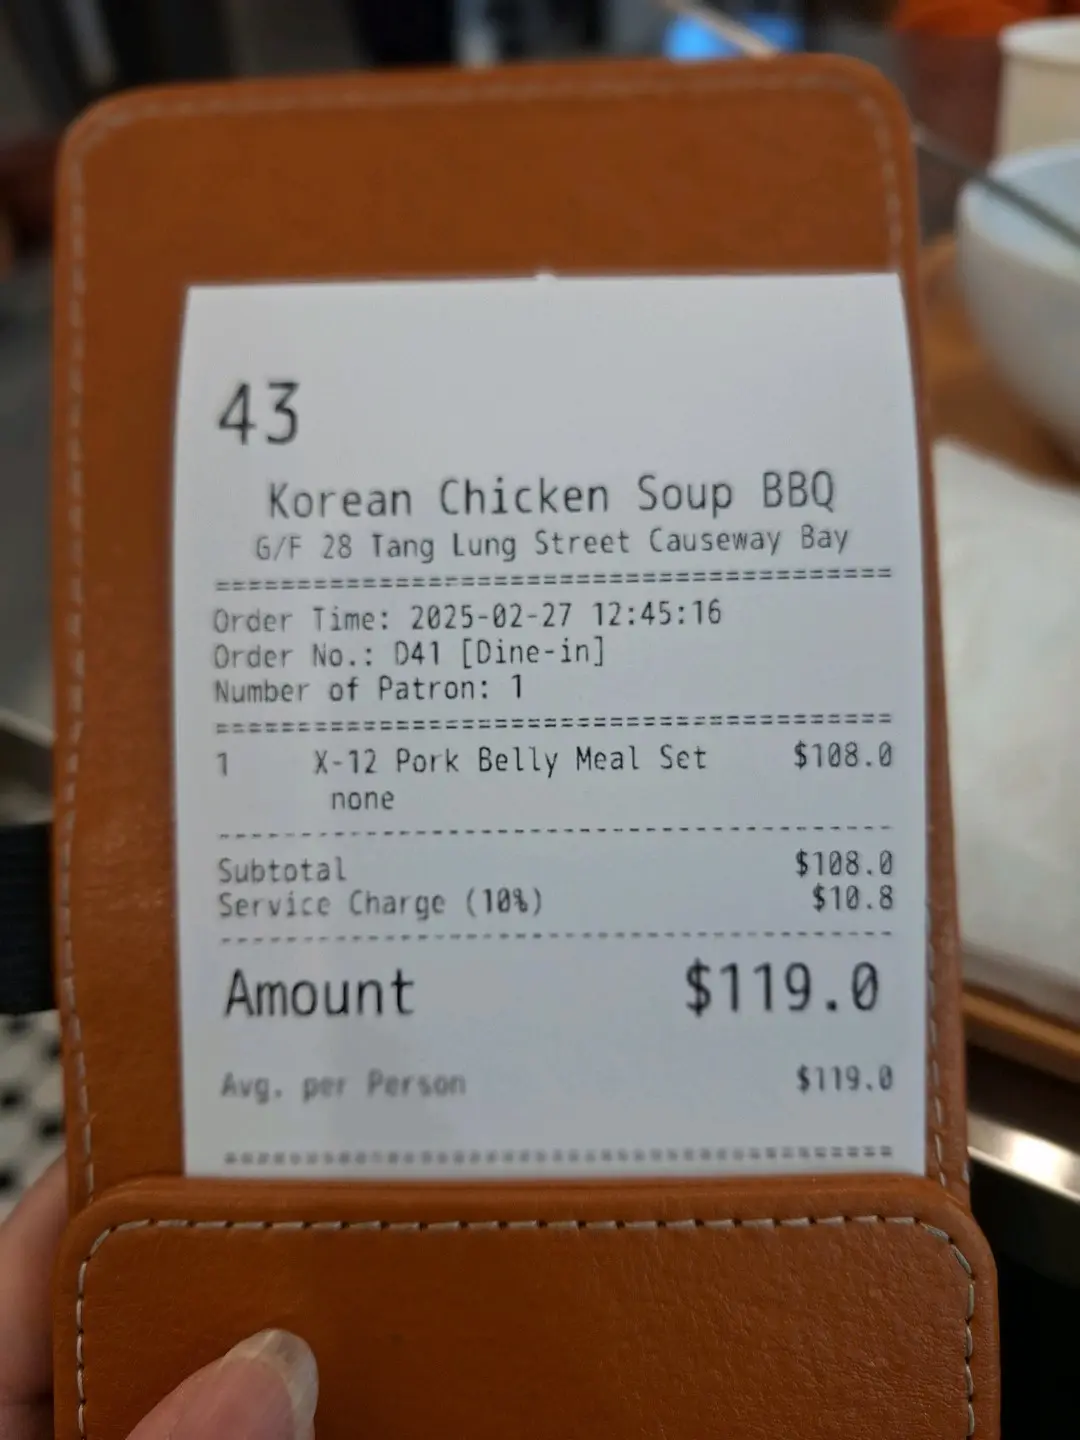 43
Korean Chicken Soup BBQ
G/F 28 Tang Lung Street Causeway Bay
========================================
Order Time: 2025-02-27 12:45:16
Order No.: D41 [Dine-in]
Number of Patron: 1
========================================
1 X-12 Pork Belly Meal Set $108.0
none
----------------------------------------
Subtotal $108.0
Service Charge (10%) $10.8
----------------------------------------
Amount $119.0
Avg. per Person $119.0
========================================